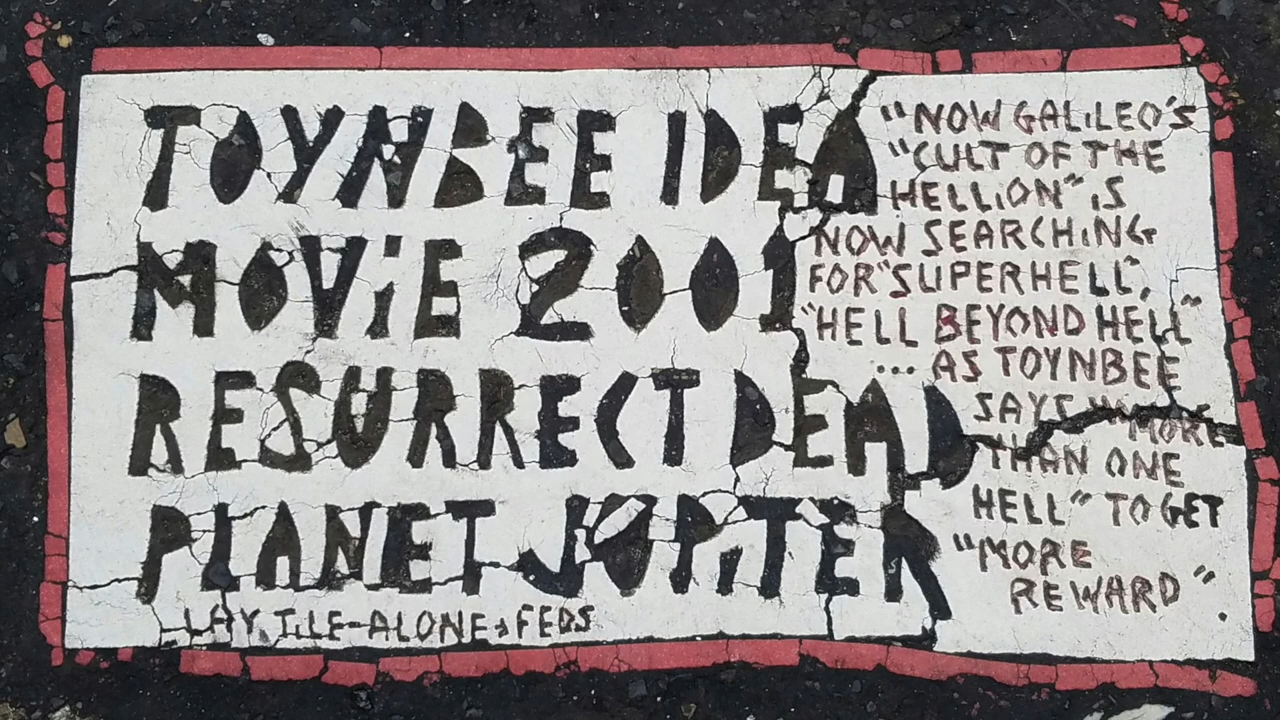 TOYNBEE IDEA
MOVIE 2001
RESURRECT DEAD
PLANET JUPITER
LAY TILE-ALONE→FEDS
"NOW GALILEO'S
"CULT OF THE
HELLION" IS
NOW SEARCHING
FOR "SUPERHELL",
"HELL BEYOND HELL"
... AS TOYNBEE
SAYS "MORE
THAN ONE
HELL" TO GET
"MORE
REWARD".